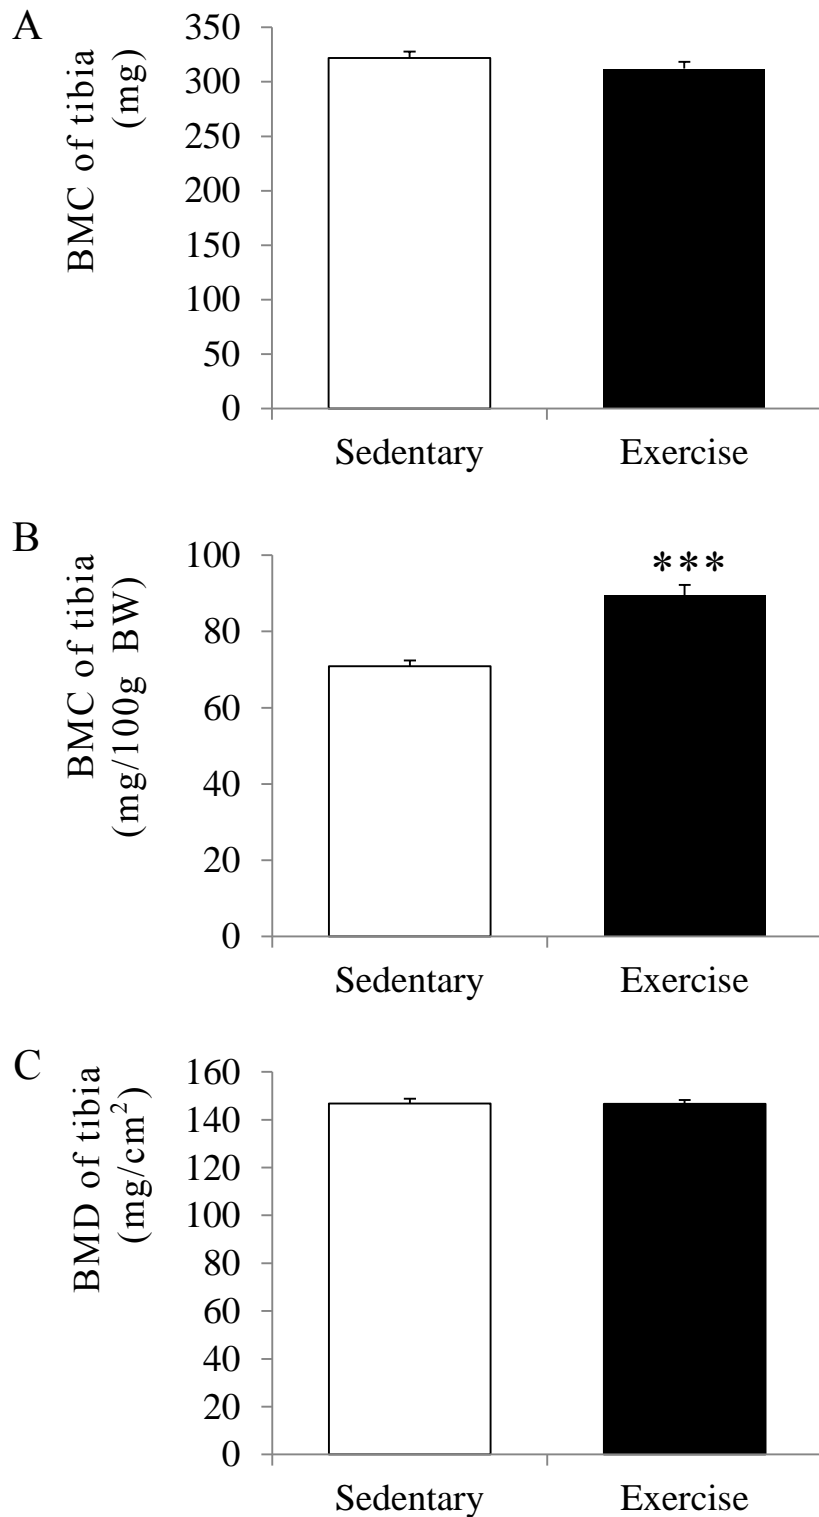 A
BMC of tibia
(mg)
350
300
250
200
150
100
50
0
Sedentary Exercise
B
BMC of tibia
(mg/100g BW)
100
80
60
40
20
0
***
Sedentary Exercise
C
BMD of tibia
(mg/cm²)
160
140
120
100
80
60
40
20
0
Sedentary Exercise